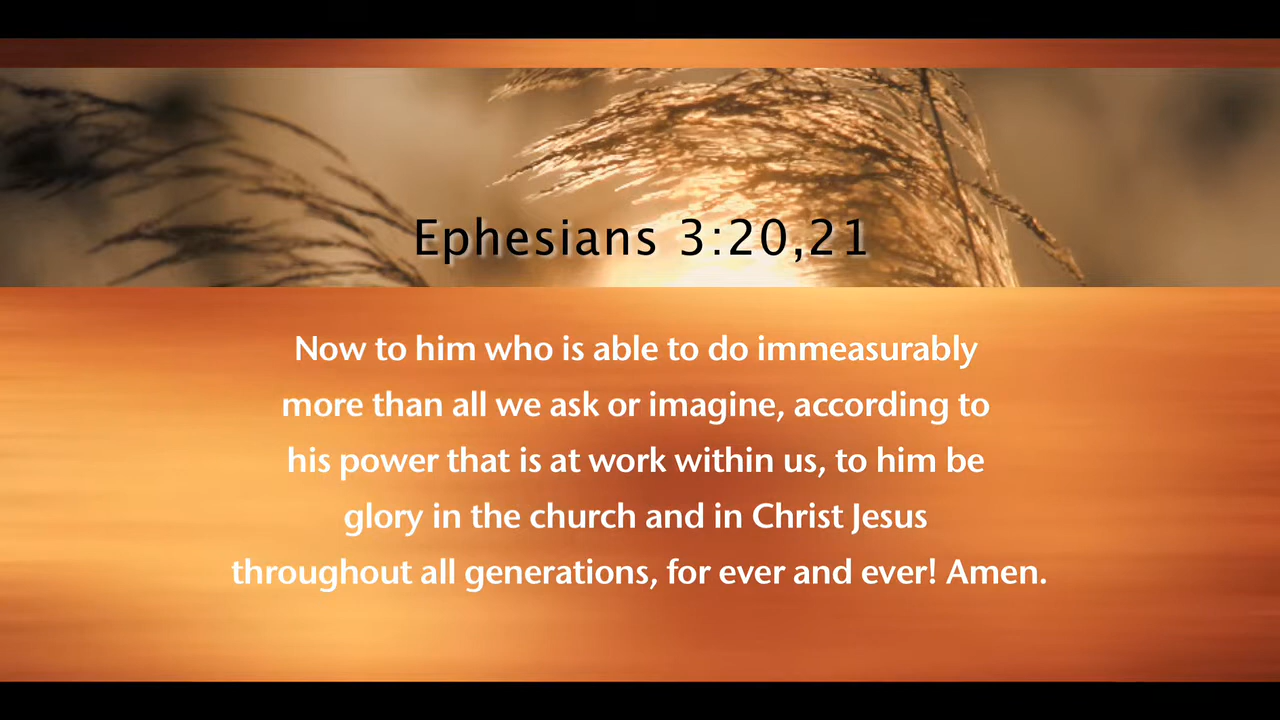 Ephesians 3:20,21
Now to him who is able to do immeasurably
more than all we ask or imagine, according to
his power that is at work within us, to him be
glory in the church and in Christ Jesus
throughout all generations, for ever and ever! Amen.